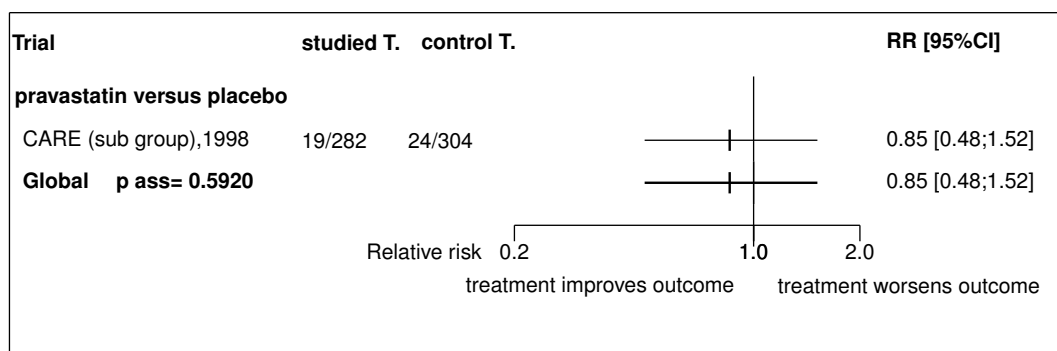 Trial studied T. control T. RR [95%CI]
pravastatin versus placebo
CARE (sub group),1998 19/282 24/304 0.85 [0.48;1.52]
Global p ass= 0.5920 0.85 [0.48;1.52]
Relative risk 0.2 1.0 2.0
treatment improves outcome treatment worsens outcome